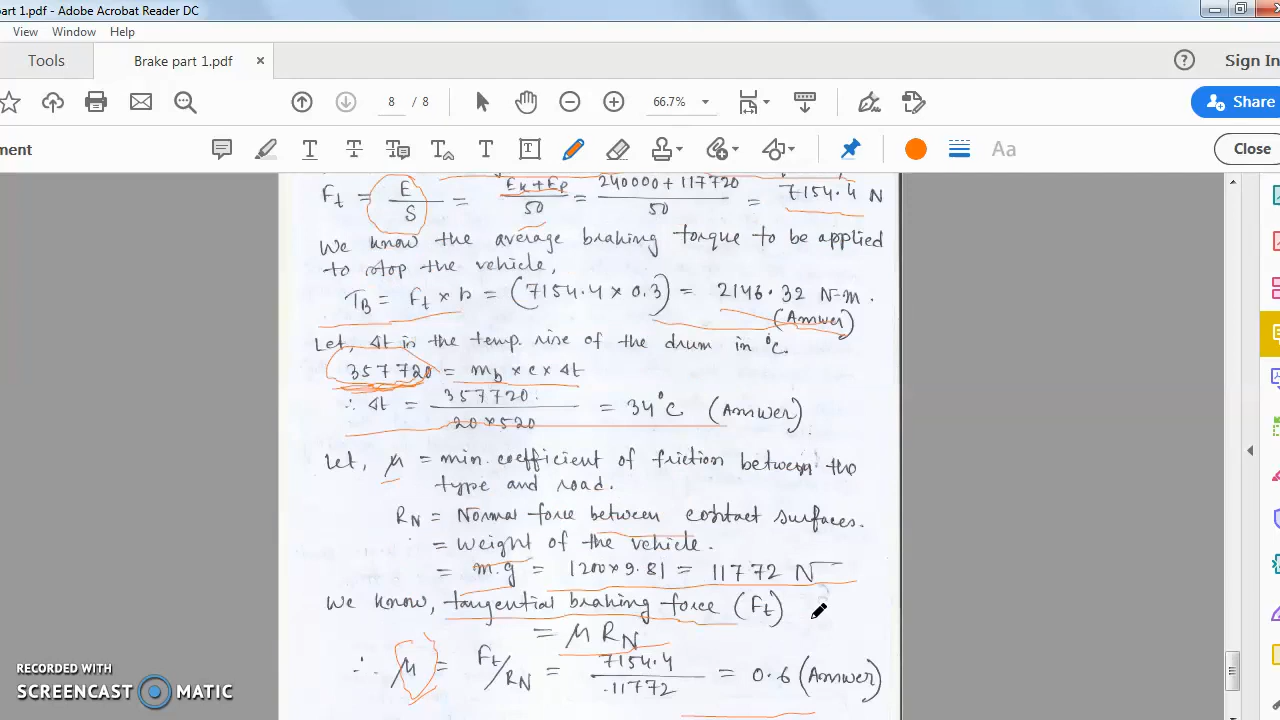 part 1.pdf - Adobe Acrobat Reader DC
View Window Help
Tools Brake part 1.pdf × Sign In
8 / 8 66.7% Share
ment Aa Close
Ft = E/S = Ek+Ep/50 = 240000+117720/50 = 7154.4 N
We know the average braking torque to be applied
to stop the vehicle,
TB = Ft × r = (7154.4 × 0.3) = 2146.32 N-m.
(Answer)
Let, Δt is the temp. rise of the drum in °C.
357720 = mb × c × Δt
∴ Δt = 357720/20×520 = 34°C (Answer)
Let, μ = min. coefficient of friction between the
type and road.
RN = Normal force between contact surfaces.
= Weight of the vehicle.
= m.g = 1200×9.81 = 11772 N
We know, tangential braking force (Ft)
= μ RN
∴ μ = Ft/RN = 7154.4/11772 = 0.6 (Answer)
RECORDED WITH
SCREENCAST MATIC